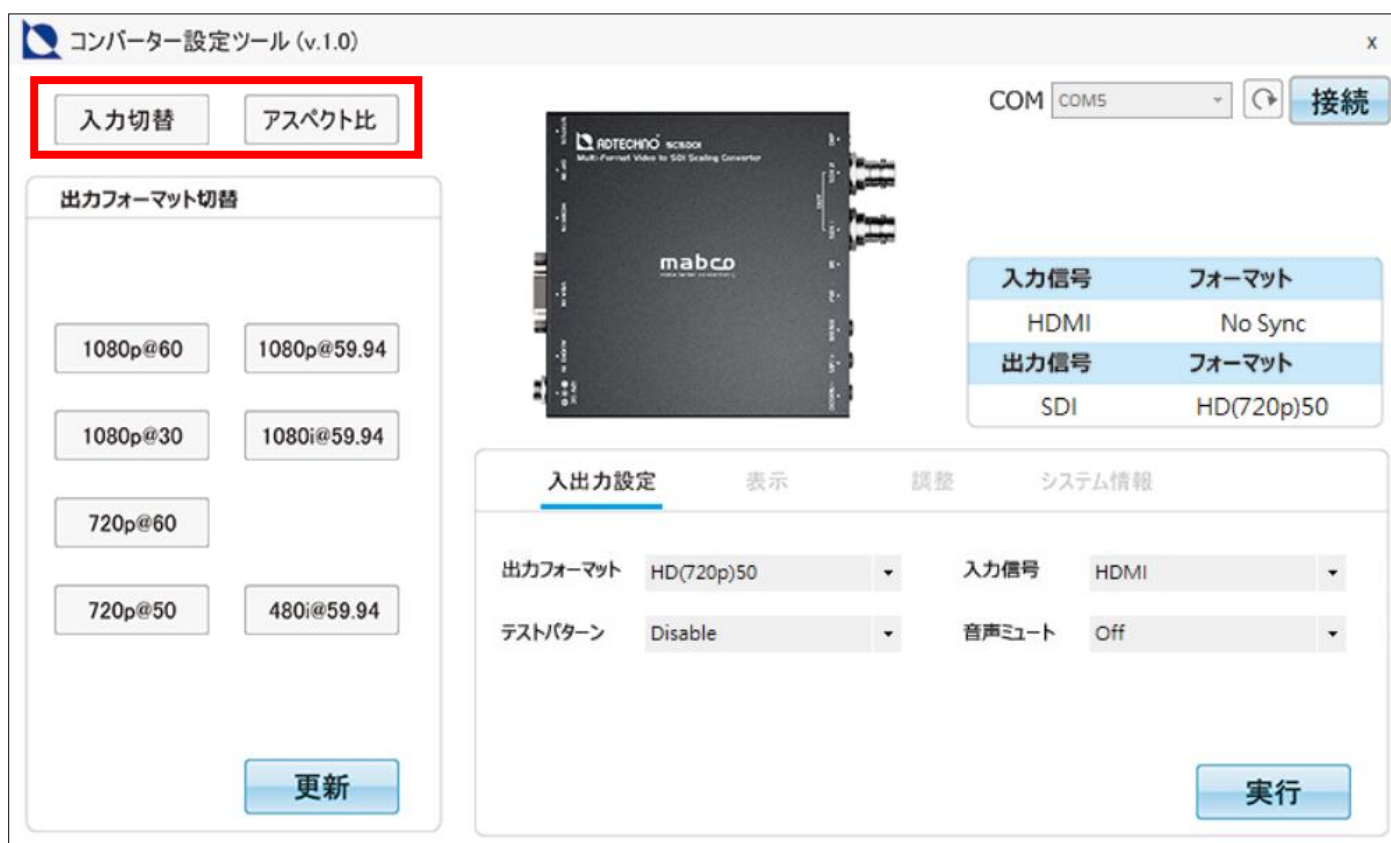 コンバーター設定ツール (v.1.0)
x
入力切替 アスペクト比
COM COM5 接続
出力フォーマット切替
1080p@60 1080p@59.94
1080p@30 1080i@59.94
720p@60
720p@50 480i@59.94
更新
ADTECHNO SCSDOI
Multi-Format Video to SDI Scaling Converter
mabco
入力信号 フォーマット
HDMI No Sync
出力信号 フォーマット
SDI HD(720p)50
入出力設定 表示 調整 システム情報
出力フォーマット HD(720p)50 入力信号 HDMI
テストパターン Disable 音声ミュート Off
実行